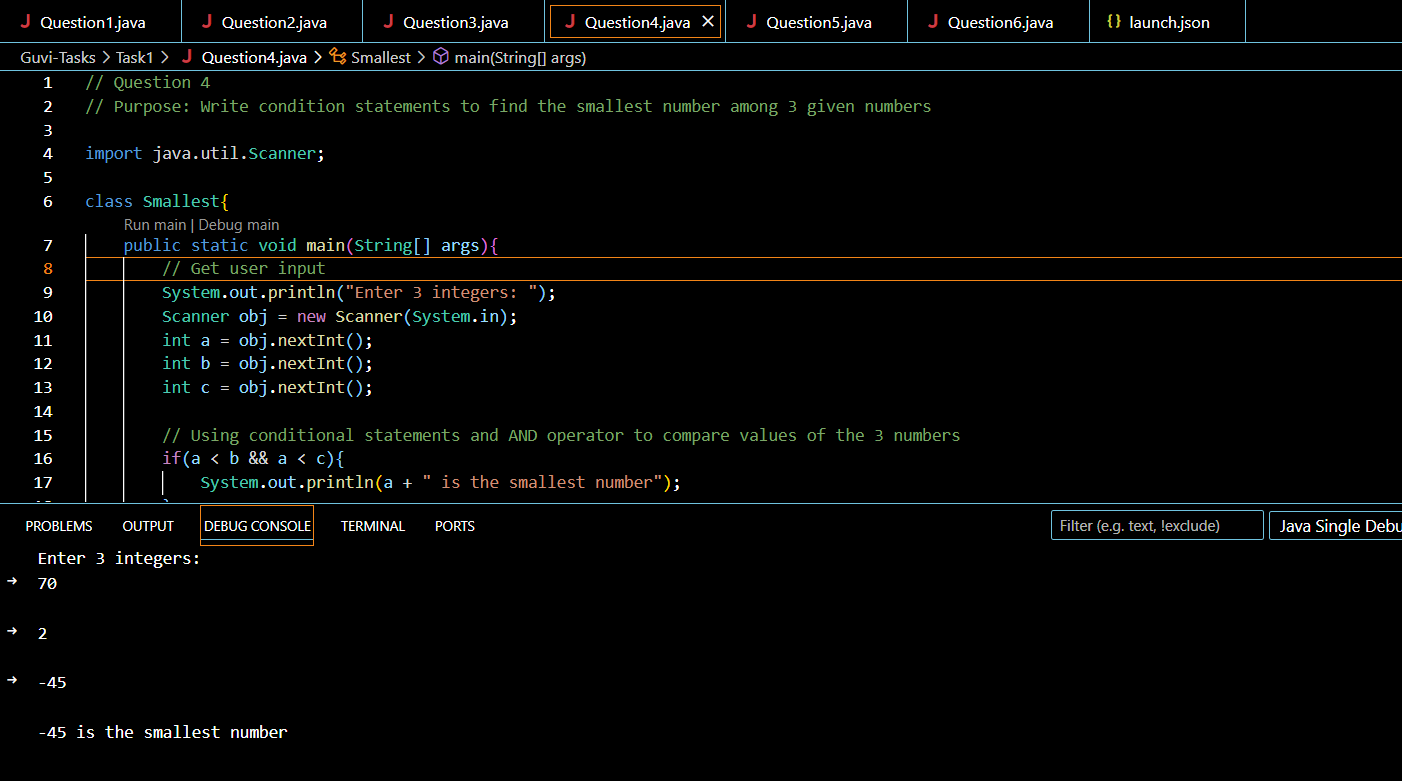 J Question1.java J Question2.java J Question3.java J Question4.java × J Question5.java J Question6.java {} launch.json
Guvi-Tasks > Task1 > J Question4.java > Smallest > main(String[] args)
1 // Question 4
2 // Purpose: Write condition statements to find the smallest number among 3 given numbers
3
4 import java.util.Scanner;
5
6 class Smallest{
Run main | Debug main
7 public static void main(String[] args){
8 // Get user input
9 System.out.println("Enter 3 integers: ");
10 Scanner obj = new Scanner(System.in);
11 int a = obj.nextInt();
12 int b = obj.nextInt();
13 int c = obj.nextInt();
14
15 // Using conditional statements and AND operator to compare values of the 3 numbers
16 if(a < b && a < c){
17 System.out.println(a + " is the smallest number");
PROBLEMS OUTPUT DEBUG CONSOLE TERMINAL PORTS Filter (e.g. text, !exclude) Java Single Debu
Enter 3 integers:
→ 70
→ 2
→ -45
-45 is the smallest number